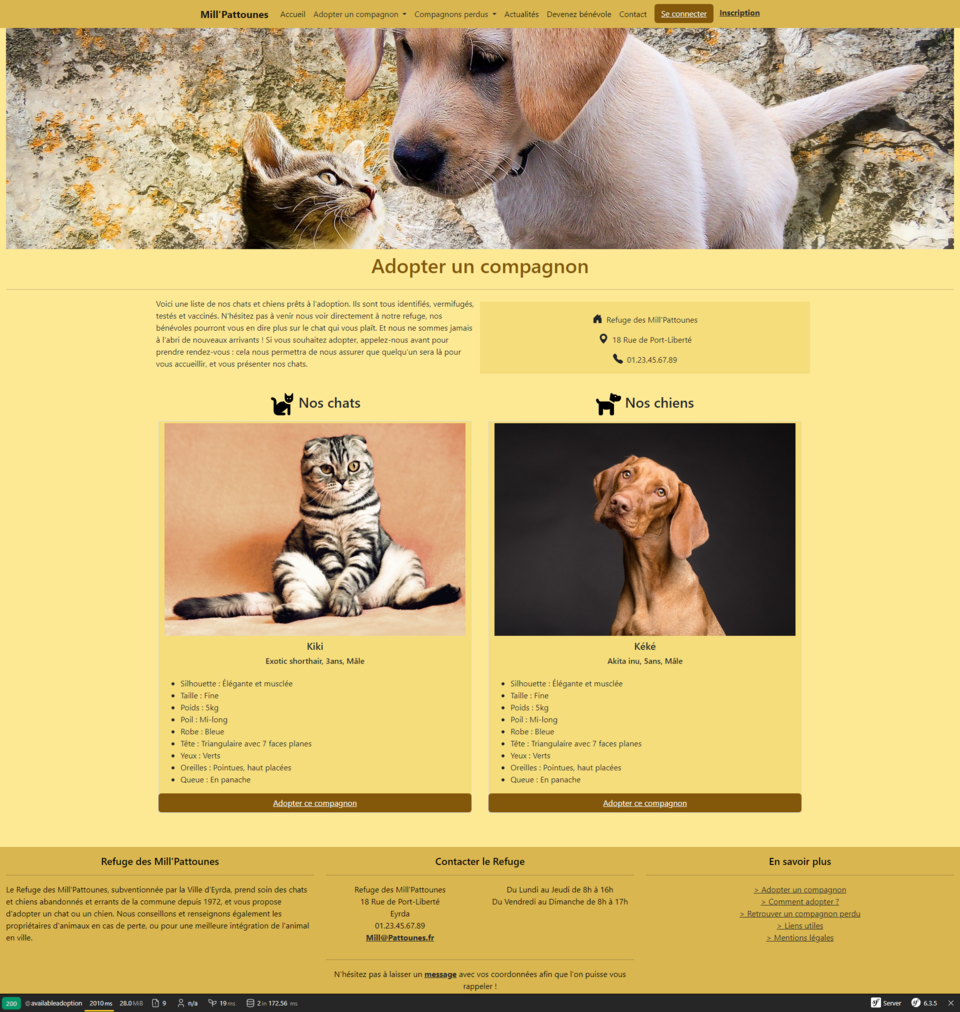 Mill'Pattounes Accueil Adopter un compagnon Compagnons perdus Actualités Devenez bénévole Contact Se connecter Inscription
Adopter un compagnon
Voici une liste de nos chats et chiens prêts à l'adoption. Ils sont tous identifiés, vermifugés,
testés et vaccinés. N'hésitez pas à venir nous voir directement à notre refuge, nos
bénévoles pourront vous en dire plus sur le chat qui vous plaît. Et nous ne sommes jamais
à l'abri de nouveaux arrivants ! Si vous souhaitez adopter, appelez-nous avant pour
prendre rendez-vous : cela nous permettra de nous assurer que quelqu'un sera là pour
vous accueillir, et vous présenter nos chats.
Refuge des Mill'Pattounes
18 Rue de Port-Liberté
01.23.45.67.89
Nos chats
Kiki
Exotic shorthair, 3ans, Mâle
Silhouette : Élégante et musclée
Taille : Fine
Poids : 5kg
Poil : Mi-long
Robe : Bleue
Tête : Triangulaire avec 7 faces planes
Yeux : Verts
Oreilles : Pointues, haut placées
Queue : En panache
Adopter ce compagnon
Nos chiens
Kéké
Akita inu, 5ans, Mâle
Silhouette : Élégante et musclée
Taille : Fine
Poids : 5kg
Poil : Mi-long
Robe : Bleue
Tête : Triangulaire avec 7 faces planes
Yeux : Verts
Oreilles : Pointues, haut placées
Queue : En panache
Adopter ce compagnon
Refuge des Mill'Pattounes
Le Refuge des Mill'Pattounes, subventionnée par la Ville d'Eyrda, prend soin des chats
et chiens abandonnés et errants de la commune depuis 1972, et vous propose
d'adopter un chat ou un chien. Nous conseillons et renseignons également les
propriétaires d'animaux en cas de perte, ou pour une meilleure intégration de l'animal
en ville.
Contacter le Refuge
Refuge des Mill'Pattounes
18 Rue de Port-Liberté
Eyrda
01.23.45.67.89
Mill@Pattounes.fr
Du Lundi au Jeudi de 8h à 16h
Du Vendredi au Dimanche de 8h à 17h
N'hésitez pas à laisser un message avec vos coordonnées afin que l'on puisse vous
rappeler !
En savoir plus
> Adopter un compagnon
> Comment adopter ?
> Retrouver un compagnon perdu
> Liens utiles
> Mentions légales
200 @availableadoption 2010 ms 28.0 MiB 9 n/a 19 ms 2 in 172.56 ms Server 6.3.5